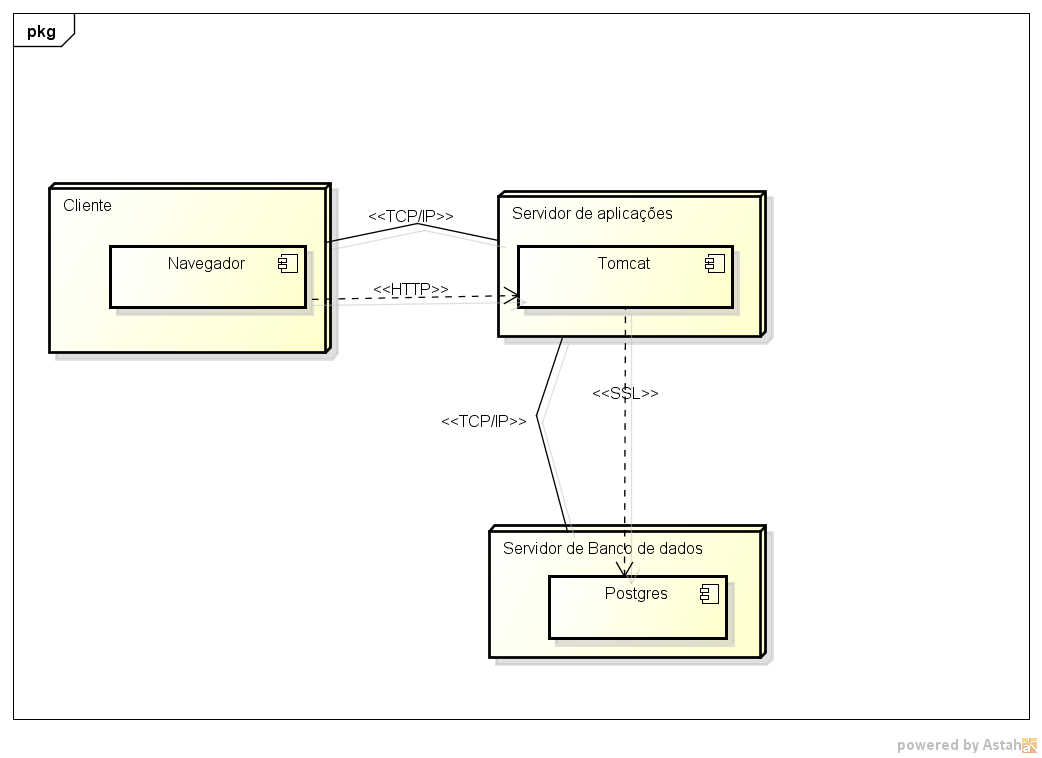 pkg
Cliente
Navegador
<<TCP/IP>>
<<HTTP>>
Servidor de aplicações
Tomcat
<<TCP/IP>>
<<SSL>>
Servidor de Banco de dados
Postgres
powered by Astah